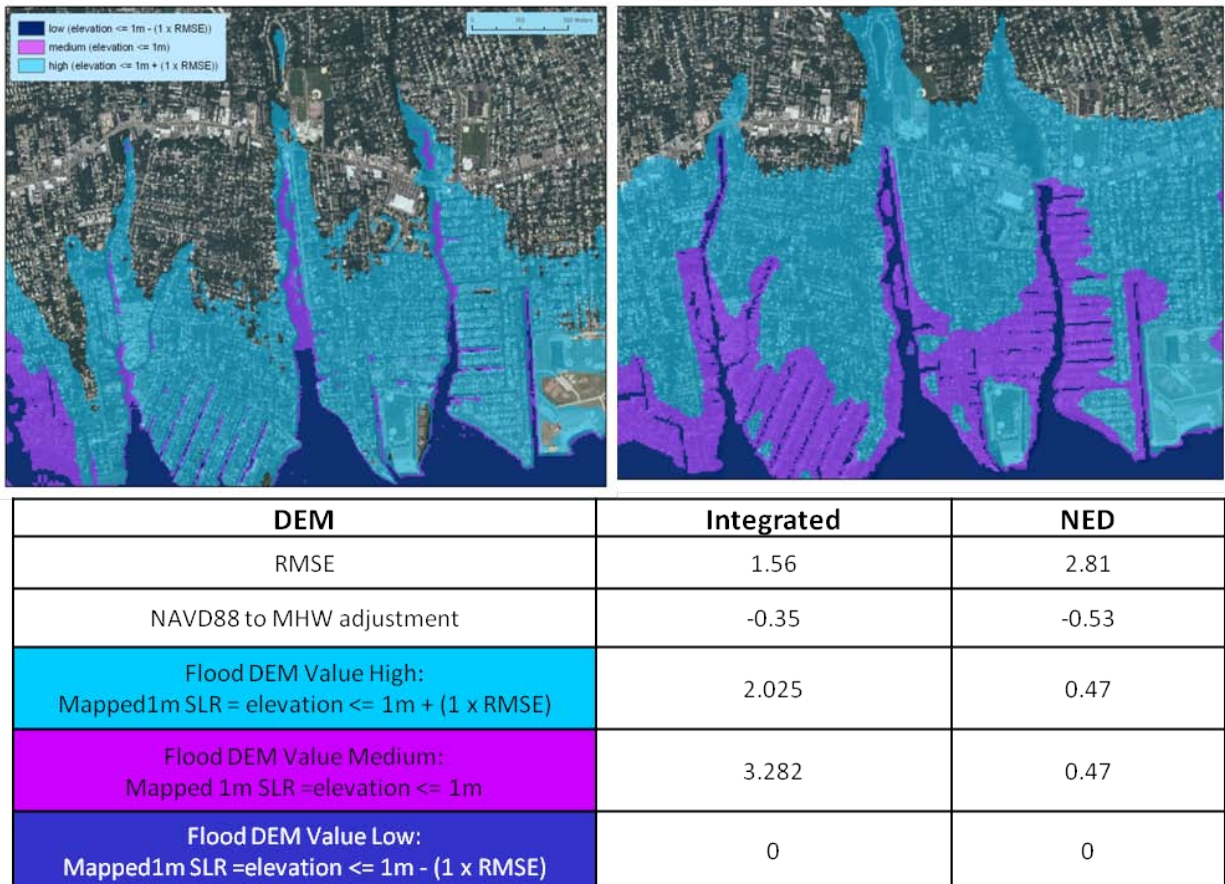 low (elevation <= 1m - (1 x RMSE))
medium (elevation <= 1m)
high (elevation <= 1m + (1 x RMSE))
0
500 Meters
DEM Integrated NED
RMSE 1.56 2.81
NAVD88 to MHW adjustment -0.35 -0.53
Flood DEM Value High:
Mapped1m SLR = elevation <= 1m + (1 x RMSE) 2.025 0.47
Flood DEM Value Medium:
Mapped 1m SLR =elevation <= 1m 3.282 0.47
Flood DEM Value Low:
Mapped1m SLR =elevation <= 1m - (1 x RMSE) 0 0